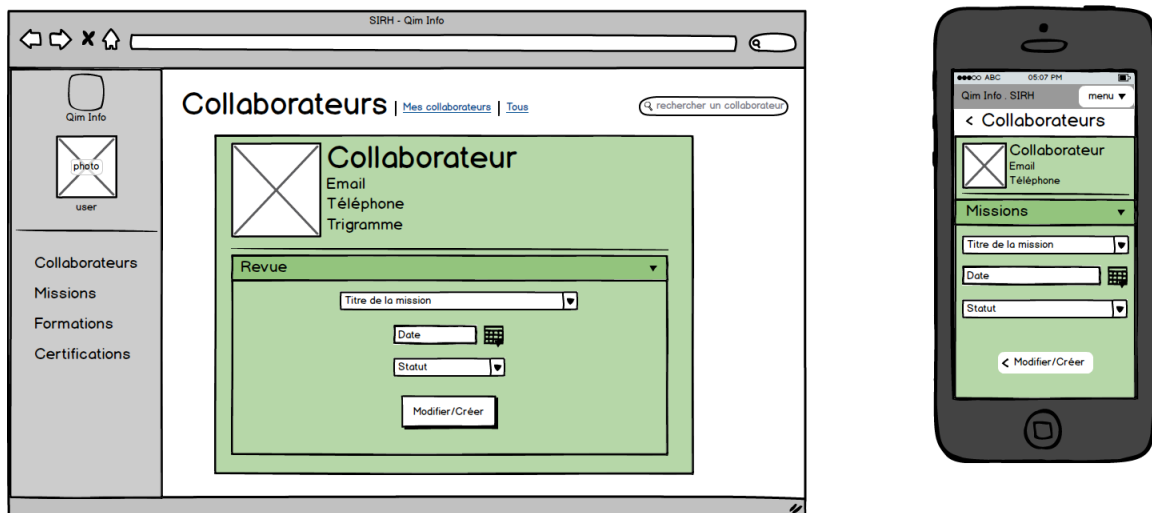 SIRH - Qim Info
Qim Info
photo
user
Collaborateurs
Missions
Formations
Certifications
Collaborateurs | Mes collaborateurs | Tous
rechercher un collaborateur
Collaborateur
Email
Téléphone
Trigramme
Revue
Titre de la mission
Date
Statut
Modifier/Créer
ABC 05:07 PM
Qim Info . SIRH menu
< Collaborateurs
Collaborateur
Email
Téléphone
Missions
Titre de la mission
Date
Statut
< Modifier/Créer